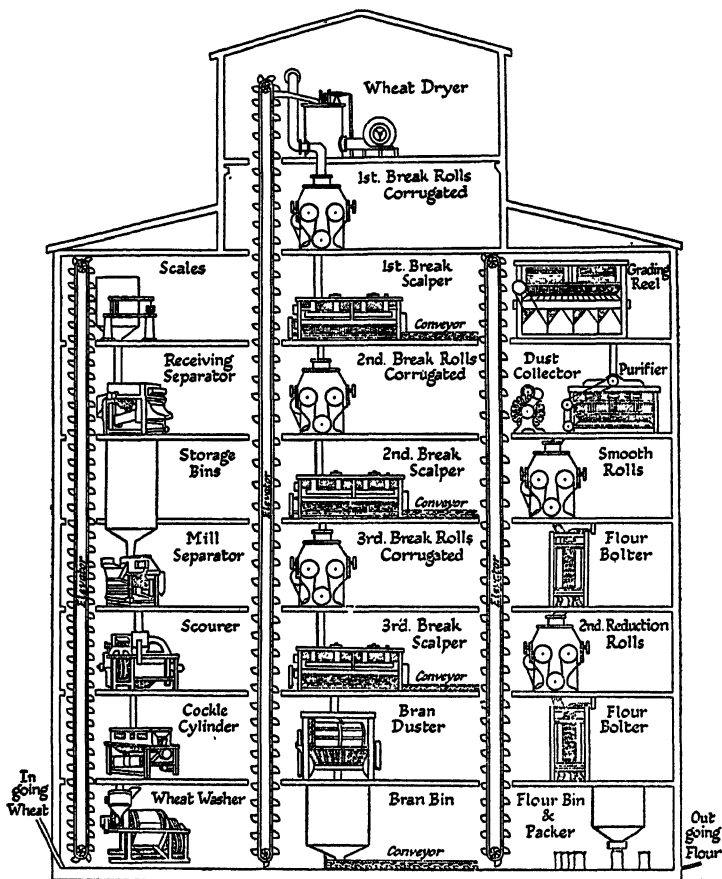 Wheat Dryer
1st. Break Rolls
Corrugated
Scales
1st. Break
Scalper
Conveyor
Grading
Reel
Receiving
Separator
2nd. Break Rolls
Corrugated
Dust
Collector
Purifier
Storage
Bins
2nd. Break
Scalper
Conveyor
Smooth
Rolls
Elevator
Mill
Separator
3rd. Break Rolls
Corrugated
Flour
Bolter
Elevator
Elevator
Scourer
3rd. Break
Scalper
Conveyor
2nd. Reduction
Rolls
Cockle
Cylinder
Bran
Duster
Flour
Bolter
In
going
Wheat
Wheat Washer
Bran Bin
Conveyor
Flour Bin
&
Packer
Out
going
Flour